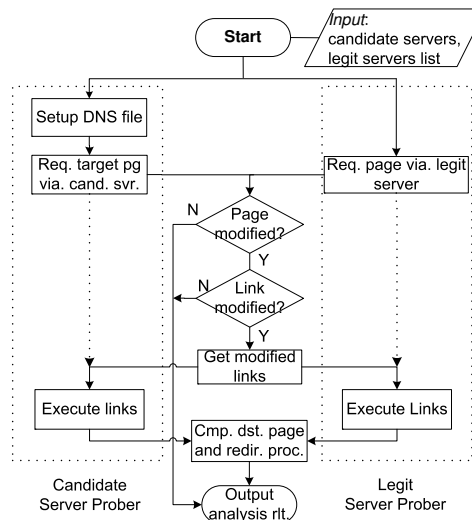 Start
Input:
candidate servers,
legit servers list
Setup DNS file
Req. target pg
via. cand. svr.
Req. page via. legit
server
N
Page
modified?
Y
N
Link
modified?
Y
Get modified
links
Execute links
Execute Links
Cmp. dst. page
and redir. proc.
Candidate
Server Prober
Legit
Server Prober
Output
analysis rlt.